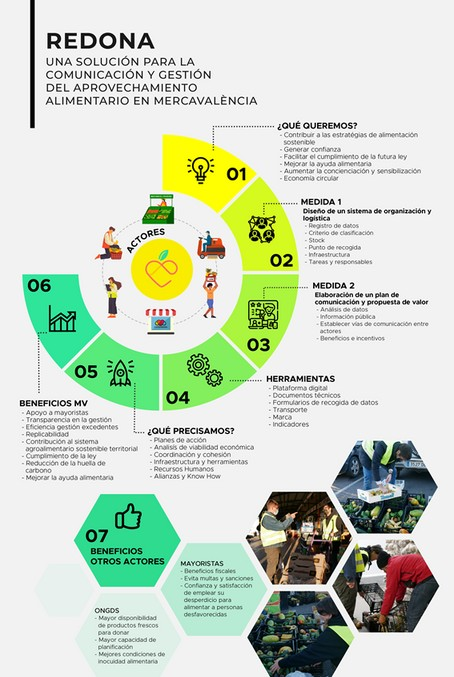 REDONA
UNA SOLUCIÓN PARA LA
COMUNICACIÓN Y GESTIÓN
DEL APROVECHAMIENTO
ALIMENTARIO EN MERCAVALÈNCIA
¿QUÉ QUEREMOS?
- Contribuir a las estratégias de alimentación
sostenible
- Generar confianza
- Facilitar el cumplimiento de la futura ley
- Mejorar la ayuda alimentaria
- Aumentar la concienciación y sensibilización
- Economía circular
01
MEDIDA 1
Diseño de un sistema de organización y
logística
- Registro de datos
- Criterio de clasificación
- Stock
- Punto de recogida
- Infraestructura
- Tareas y responsables
02
ACTORES
MEDIDA 2
Elaboración de un plan de
comunicación y propuesta de valor
- Análisis de datos
- Información pública
- Establecer vías de comunicación entre
actores
- Beneficios e incentivos
03
HERRAMIENTAS
- Plataforma digital
- Documentos técnicos
- Formularios de recogida de datos
- Transporte
- Marca
- Indicadores
04
05
¿QUÉ PRECISAMOS?
- Planes de acción
- Analisis de viabilidad económica
- Coordinación y cohesión
- Infraestructura y herramientas
- Recursos Humanos
- Alianzas y Know How
06
BENEFICIOS MV
- Apoyo a mayoristas
- Transparencia en la gestión
- Eficiencia gestión excedentes
- Replicabilidad
- Contribución al sistema
agroalimentario sostenible territorial
- Cumplimiento de la ley
- Reducción de la huella de
carbono
- Mejorar la ayuda alimentaria
07
BENEFICIOS
OTROS ACTORES
MAYORISTAS
- Beneficios fiscales
- Evita multas y sanciones
- Confianza y satisfacción
de emplear su
desperdicio para
alimentar a personas
desfavorecidas
ONGDS
- Mayor disponibilidad
de productos frescos
para donar
- Mayor capacidad de
planificación
- Mejores condiciones de
inocuidad alimentaria